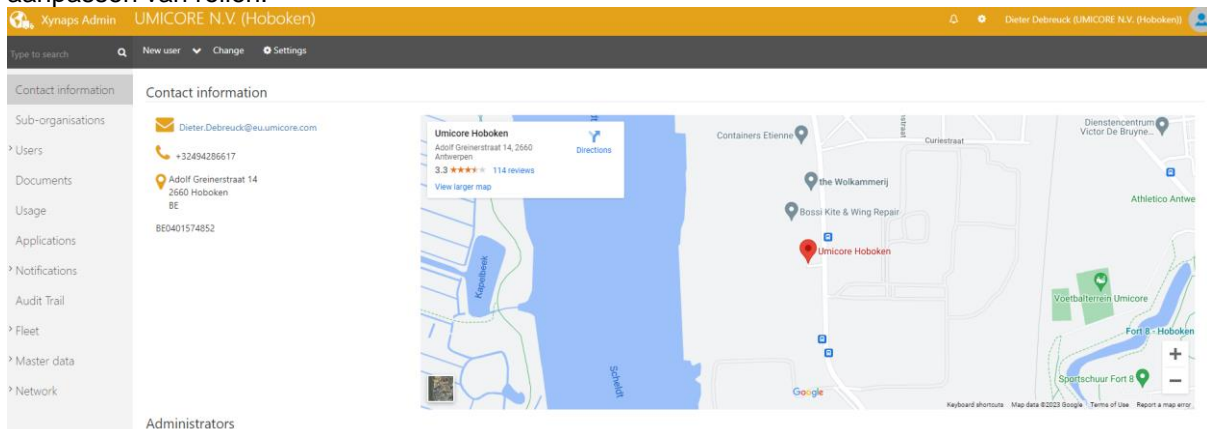 aanpassen van rollen.
Xynaps Admin UMICORE N.V. (Hoboken) Dieter Debreuck (UMICORE N.V. (Hoboken))
Type to search New user Change Settings
Contact information
Sub-organisations
Users
Documents
Usage
Applications
Notifications
Audit Trail
Fleet
Master data
Network
Contact information
Dieter.Debreuck@eu.umicore.com
+32494286617
Adolf Greinerstraat 14
2660 Hoboken
BE
BE0401574852
Umicore Hoboken
Adolf Greinerstraat 14, 2660
Antwerpen
Directions
3.3 114 reviews
View larger map
Containers Etienne
Curiestraat
Dienstencentrum
Victor De Bruyne...
the Wolkammerij
Athletico Antwe
Bossi Kite & Wing Repair
Umicore Hoboken
Kapelbeek
Voetbalterrein Umicore
Fort 8 - Hoboken
Scheldt
Sportschuur Fort 8
Google
Keyboard shortcuts Map data ©2023 Google Terms of Use Report a map error
Administrators